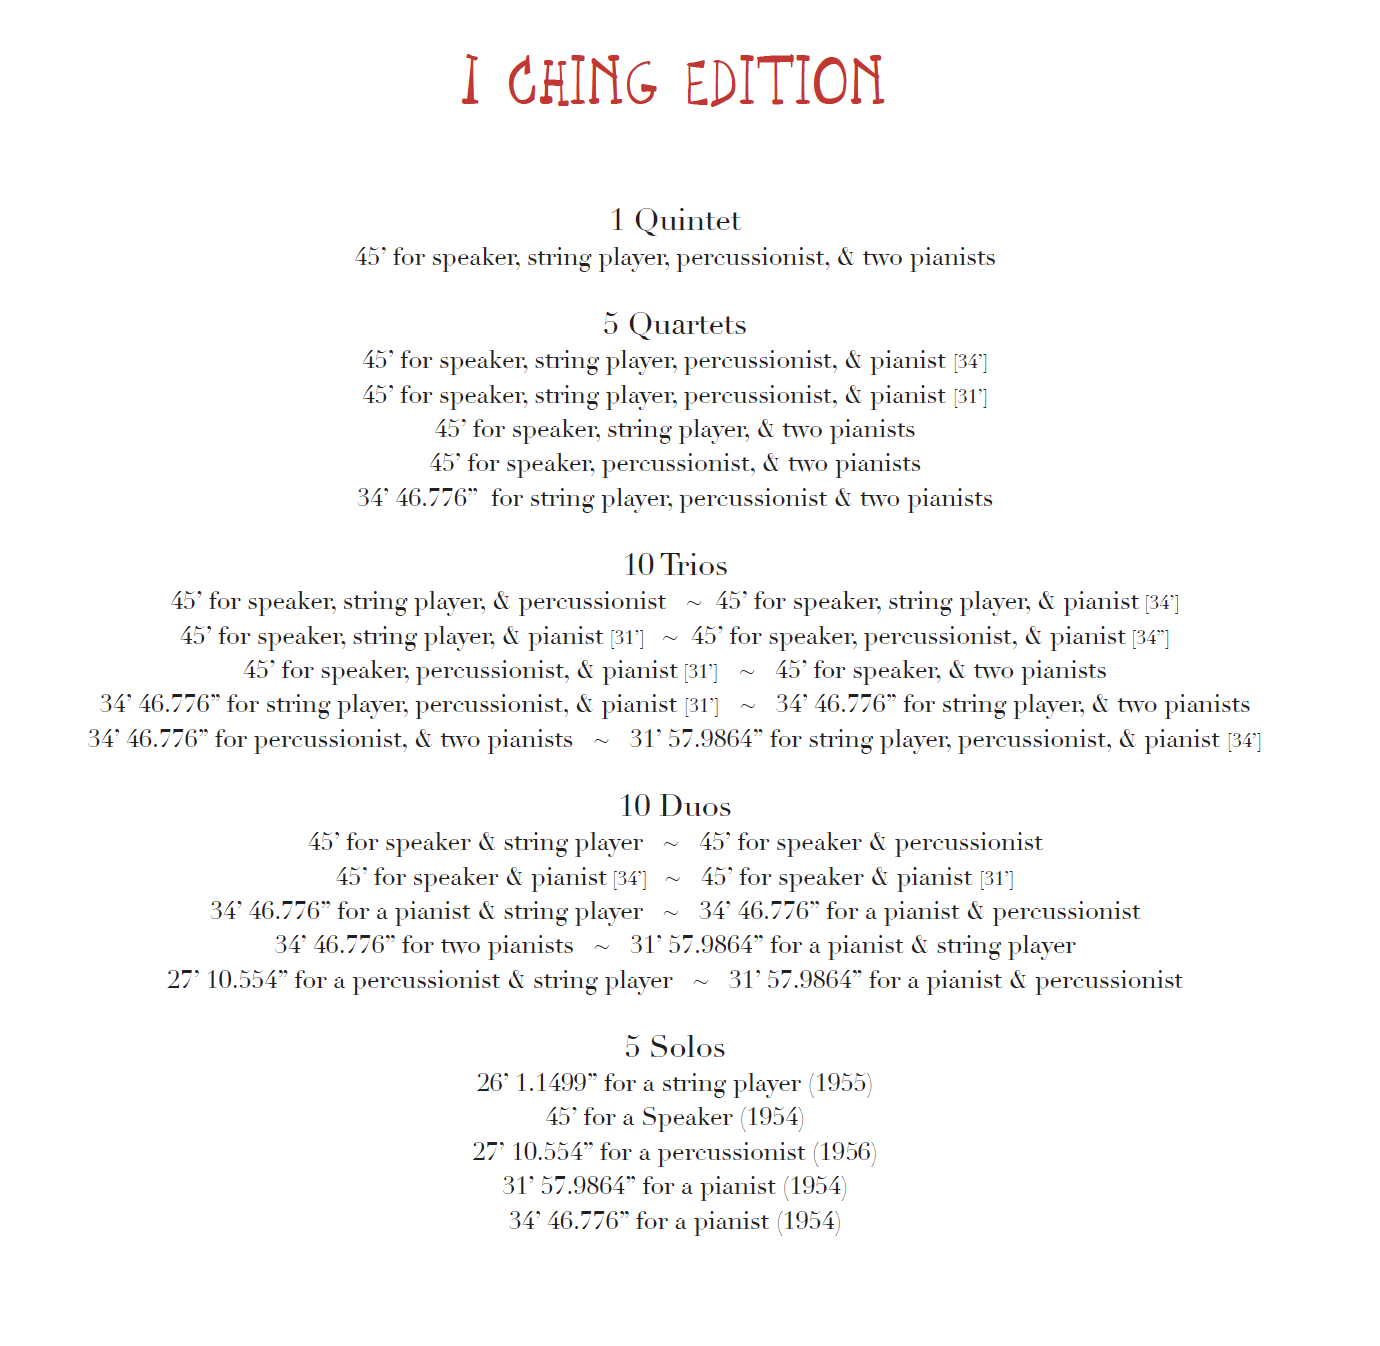 I CHING EDITION
1 Quintet
45’ for speaker, string player, percussionist, & two pianists
5 Quartets
45’ for speaker, string player, percussionist, & pianist [34’]
45’ for speaker, string player, percussionist, & pianist [31’]
45’ for speaker, string player, & two pianists
45’ for speaker, percussionist, & two pianists
34’ 46.776” for string player, percussionist & two pianists
10 Trios
45’ for speaker, string player, & percussionist ~ 45’ for speaker, string player, & pianist [34’]
45’ for speaker, string player, & pianist [31’] ~ 45’ for speaker, percussionist, & pianist [34”]
45’ for speaker, percussionist, & pianist [31’] ~ 45’ for speaker, & two pianists
34’ 46.776” for string player, percussionist, & pianist [31’] ~ 34’ 46.776” for string player, & two pianists
34’ 46.776” for percussionist, & two pianists ~ 31’ 57.9864” for string player, percussionist, & pianist [34’]
10 Duos
45’ for speaker & string player ~ 45’ for speaker & percussionist
45’ for speaker & pianist [34’] ~ 45’ for speaker & pianist [31’]
34’ 46.776” for a pianist & string player ~ 34’ 46.776” for a pianist & percussionist
34’ 46.776” for two pianists ~ 31’ 57.9864” for a pianist & string player
27’ 10.554” for a percussionist & string player ~ 31’ 57.9864” for a pianist & percussionist
5 Solos
26’ 1.1499” for a string player (1955)
45’ for a Speaker (1954)
27’ 10.554” for a percussionist (1956)
31’ 57.9864” for a pianist (1954)
34’ 46.776” for a pianist (1954)